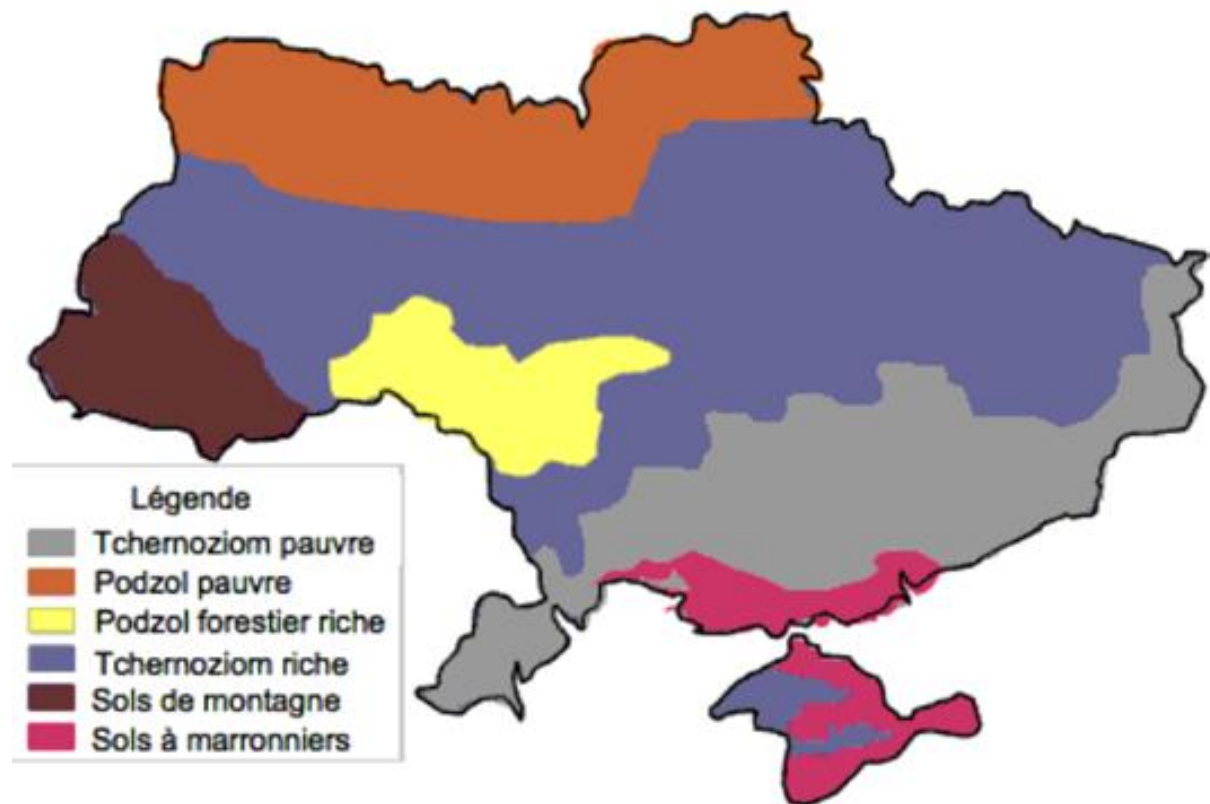 Légende
Tchernoziom pauvre
Podzol pauvre
Podzol forestier riche
Tchernoziom riche
Sols de montagne
Sols à marronniers